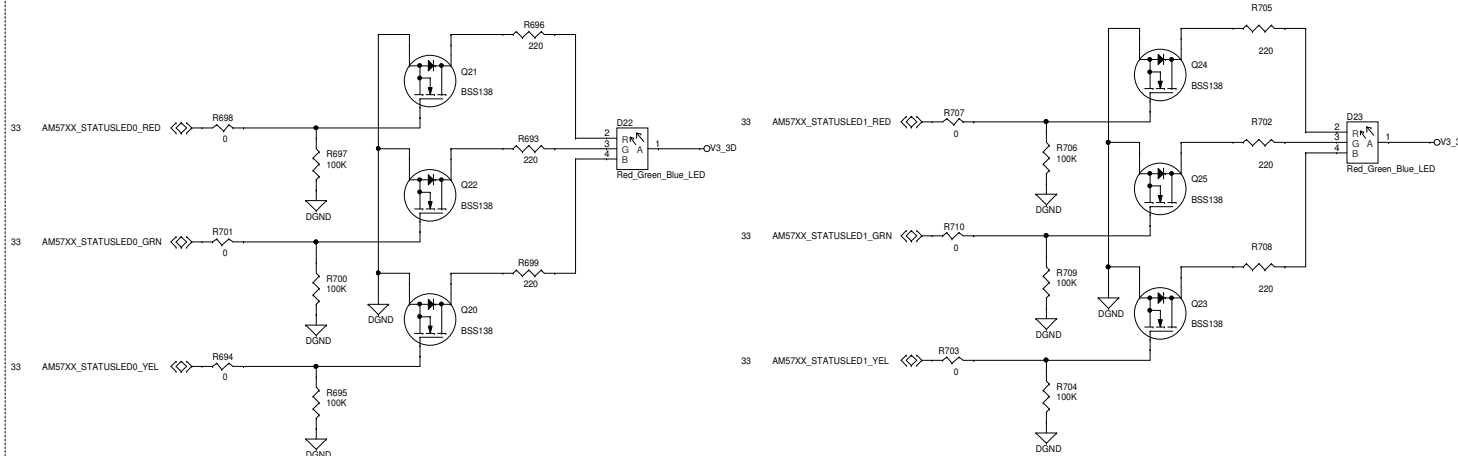 R696
220
Q21
BSS138
33 AM57XX_STATUSLED0_RED
R698
0
R697
100K
DGND
R693
220
D22
2
3
4
R
G A
B
1
V3_3D
Red_Green_Blue_LED
Q22
BSS138
33 AM57XX_STATUSLED0_GRN
R701
0
R700
100K
DGND
R699
220
DGND
Q20
BSS138
33 AM57XX_STATUSLED0_YEL
R694
0
R695
100K
DGND
R705
220
Q24
BSS138
33 AM57XX_STATUSLED1_RED
R707
0
R706
100K
DGND
R702
220
D23
2
3
4
R
G A
B
1
Red_Green_Blue_LED
Q25
BSS138
33 AM57XX_STATUSLED1_GRN
R710
0
R709
100K
DGND
R708
220
DGND
Q23
BSS138
33 AM57XX_STATUSLED1_YEL
R703
0
R704
100K
DGND